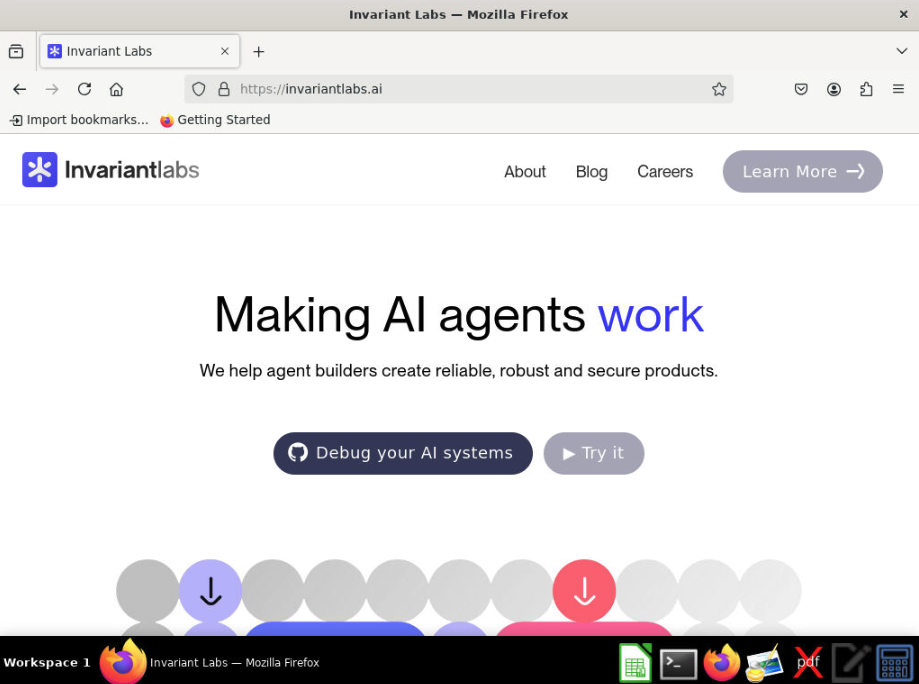 Invariant Labs — Mozilla Firefox
Invariant Labs
https://invariantlabs.ai
Import bookmarks... Getting Started
Invariantlabs About Blog Careers Learn More
Making AI agents work
We help agent builders create reliable, robust and secure products.
Debug your AI systems ▶ Try it
Workspace 1 Invariant Labs — Mozilla Firefox pdf